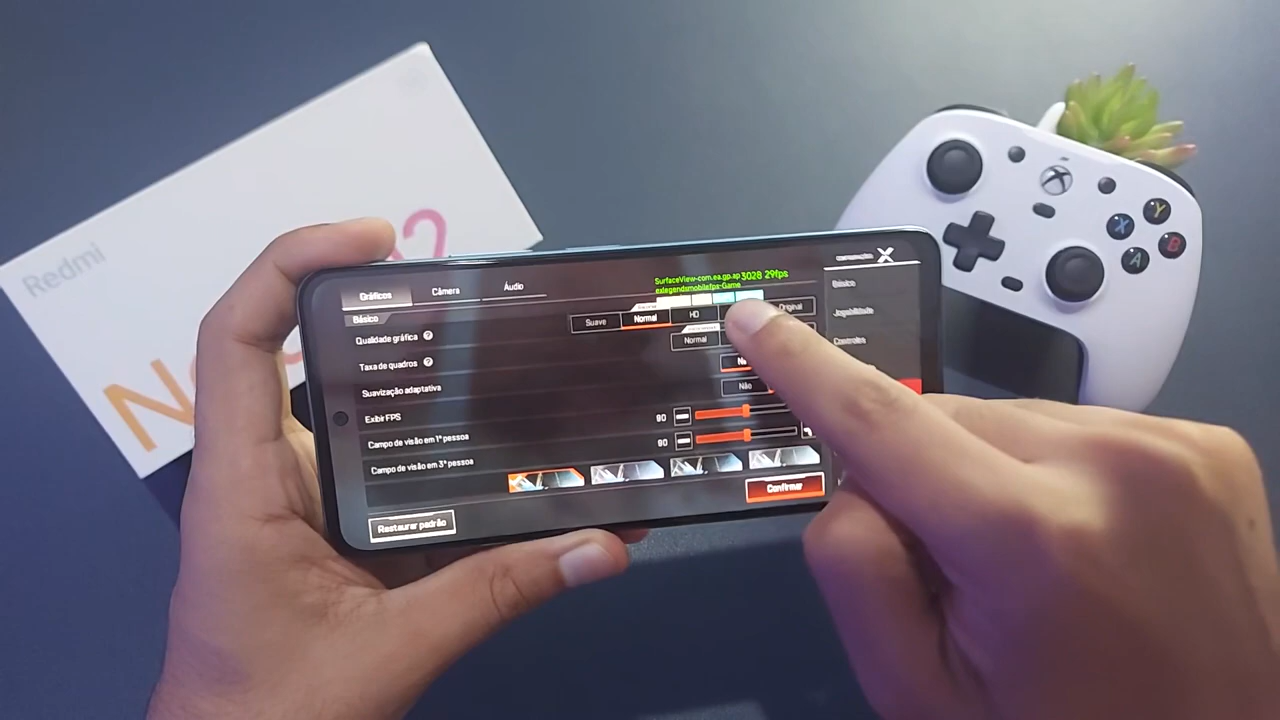 Redmi
SurfaceView-com.ea.gp.ap3028 29fps
exlegendsmobilefps-Game
Gráficos
Câmera
Áudio
X
Básico
Básico
Qualidade gráfica ?
Suave
Normal
HD
Original
Jogabilidade
Taxa de quadros ?
Normal
Controles
Suavização adaptativa
Exibir FPS
Não
Campo de visão em 1ª pessoa
90
Campo de visão em 3ª pessoa
90
Confirmar
Restaurar padrão
Y
X
B
A